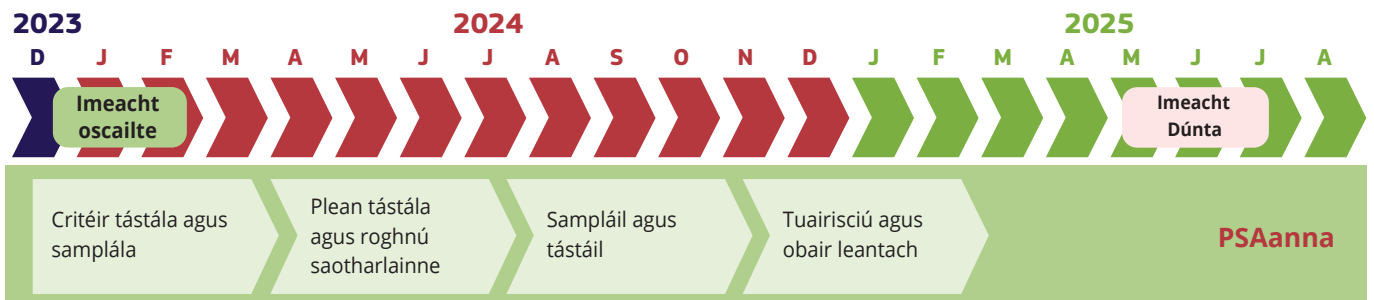 2023 2024 2025
D J F M A M J J A S O N D J F M A M J J A
Imeacht
oscailte
Imeacht
Dúnta
Critéir tástála agus
samplála
Plean tástála
agus roghnú
saotharlainne
Sampláil agus
tástáil
Tuairisciú agus
obair leantach
PSAanna